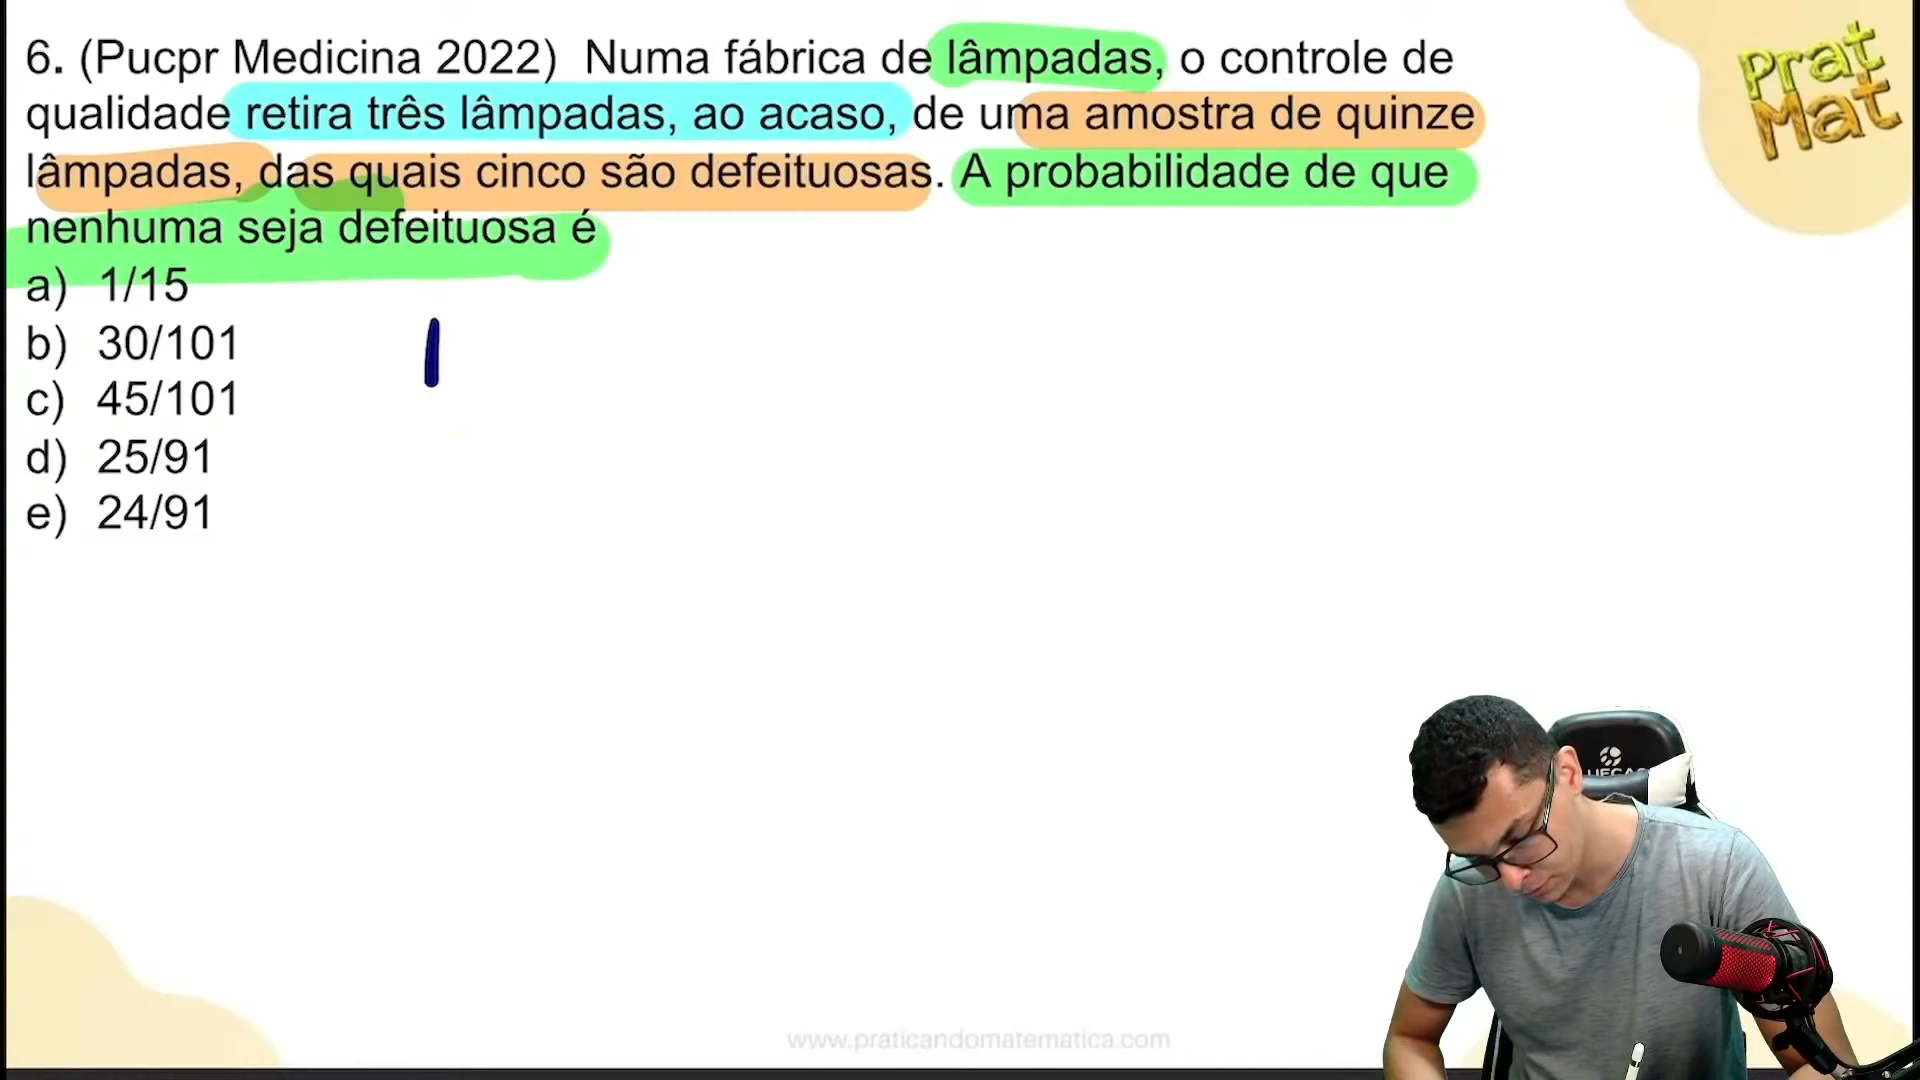 6. (Pucpr Medicina 2022) Numa fábrica de lâmpadas, o controle de
qualidade retira três lâmpadas, ao acaso, de uma amostra de quinze
lâmpadas, das quais cinco são defeituosas. A probabilidade de que
nenhuma seja defeituosa é
a) 1/15
b) 30/101
c) 45/101
d) 25/91
e) 24/91
Prat
Mat
www.praticandomatematica.com